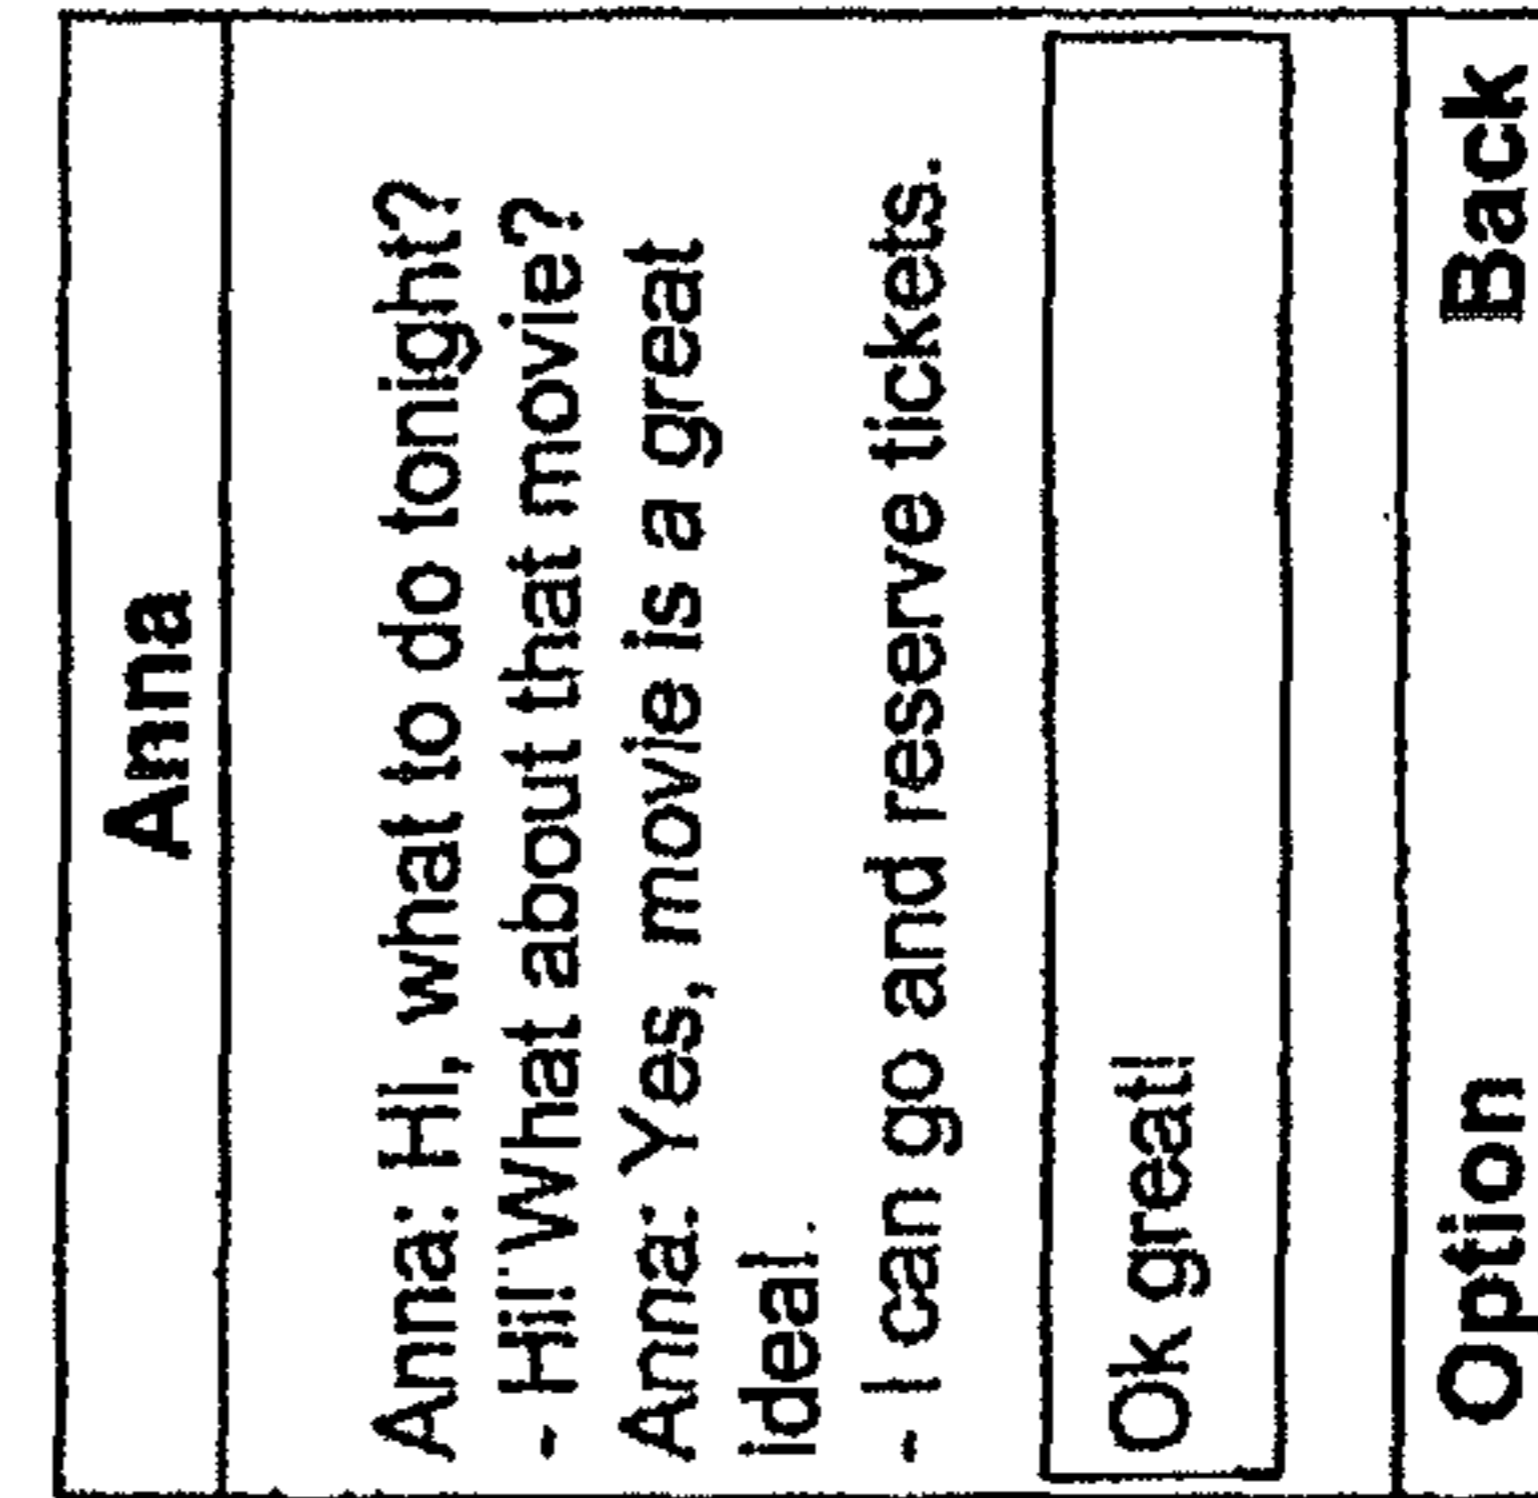 Anna
Anna: Hi, what to do tonight?
- Hi! What about that movie?
Anna: Yes, movie is a great
idea!.
- I can go and reserve tickets.
Ok great!
Option Back